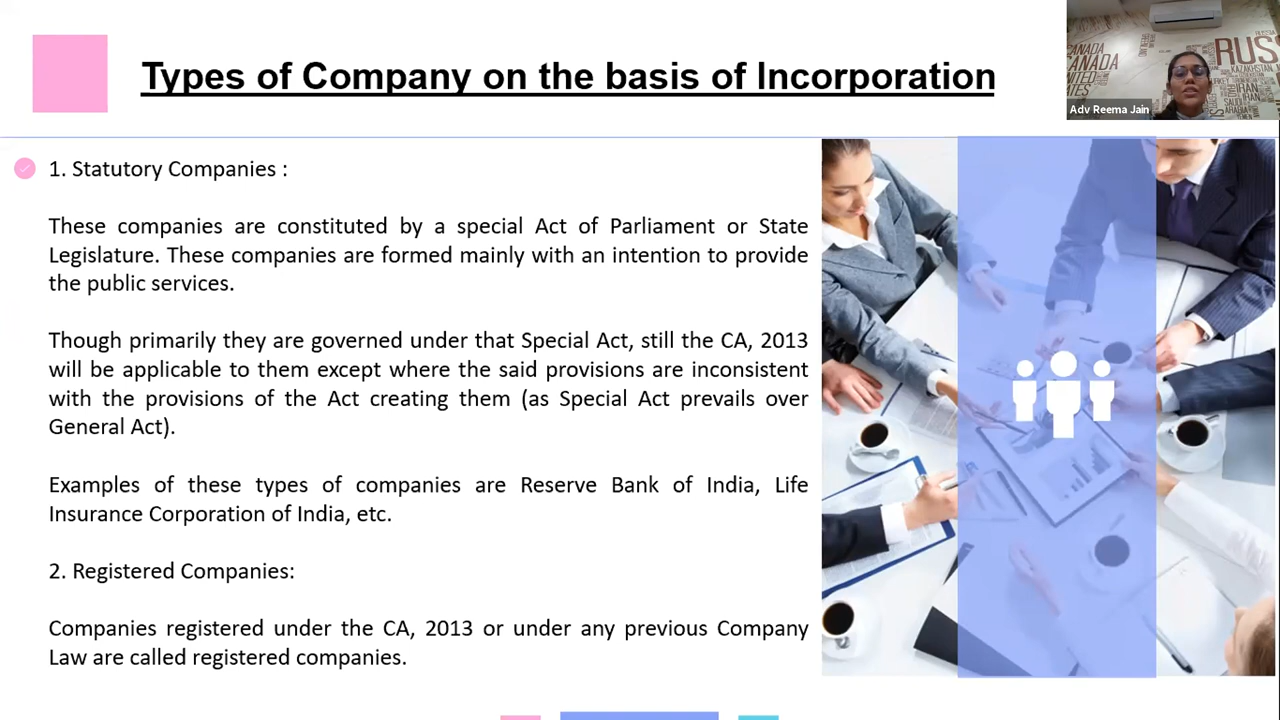 Types of Company on the basis of Incorporation
CANADA
CANADA
RUSS
KAZAKHSTAN
IRAN
Adv Reema Jain
1. Statutory Companies :
These companies are constituted by a special Act of Parliament or State
Legislature. These companies are formed mainly with an intention to provide
the public services.
Though primarily they are governed under that Special Act, still the CA, 2013
will be applicable to them except where the said provisions are inconsistent
with the provisions of the Act creating them (as Special Act prevails over
General Act).
Examples of these types of companies are Reserve Bank of India, Life
Insurance Corporation of India, etc.
2. Registered Companies:
Companies registered under the CA, 2013 or under any previous Company
Law are called registered companies.